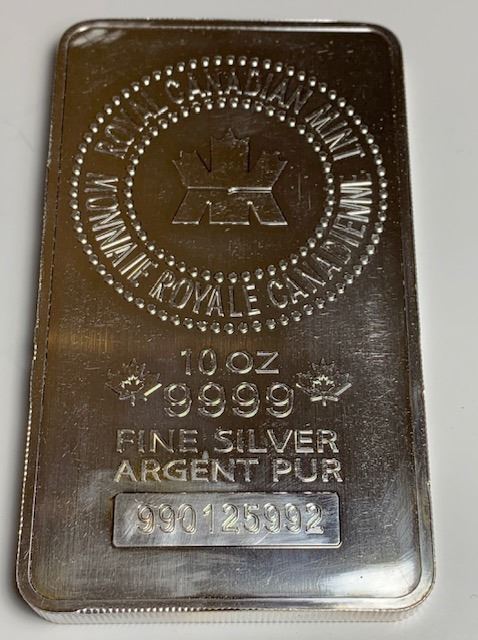 ROYAL CANADIAN MINT
MONNAIE ROYALE CANADIENNE
10 OZ
9999
FINE SILVER
ARGENT PUR
990125992